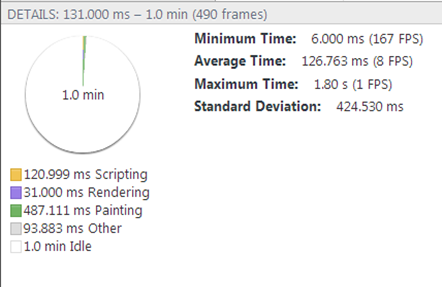 DETAILS: 131.000 ms – 1.0 min (490 frames)
1.0 min
Minimum Time: 6.000 ms (167 FPS)
Average Time: 126.763 ms (8 FPS)
Maximum Time: 1.80 s (1 FPS)
Standard Deviation: 424.530 ms
120.999 ms Scripting
31.000 ms Rendering
487.111 ms Painting
93.883 ms Other
1.0 min Idle